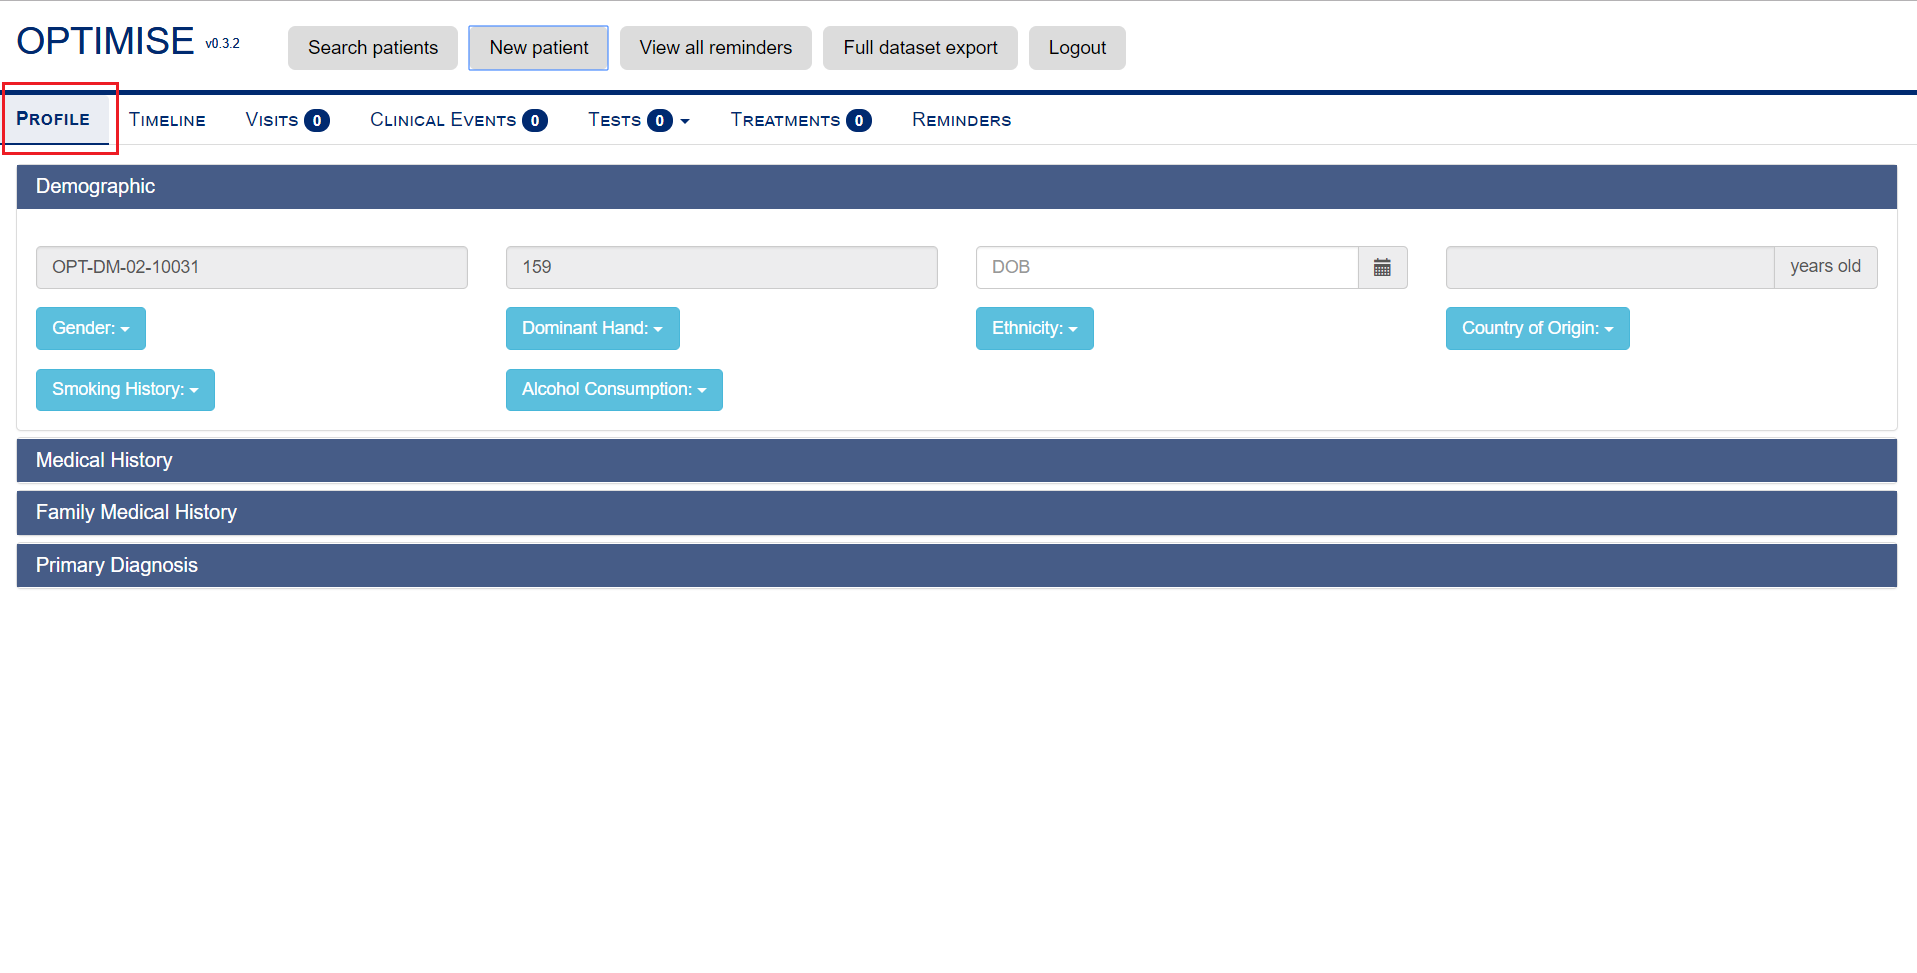 OPTIMISE v0.3.2 Search patients New patient View all reminders Full dataset export Logout
PROFILE TIMELINE VISITS 0 CLINICAL EVENTS 0 TESTS 0 TREATMENTS 0 REMINDERS
Demographic
OPT-DM-02-10031 159 DOB years old
Gender: Dominant Hand: Ethnicity: Country of Origin:
Smoking History: Alcohol Consumption:
Medical History
Family Medical History
Primary Diagnosis